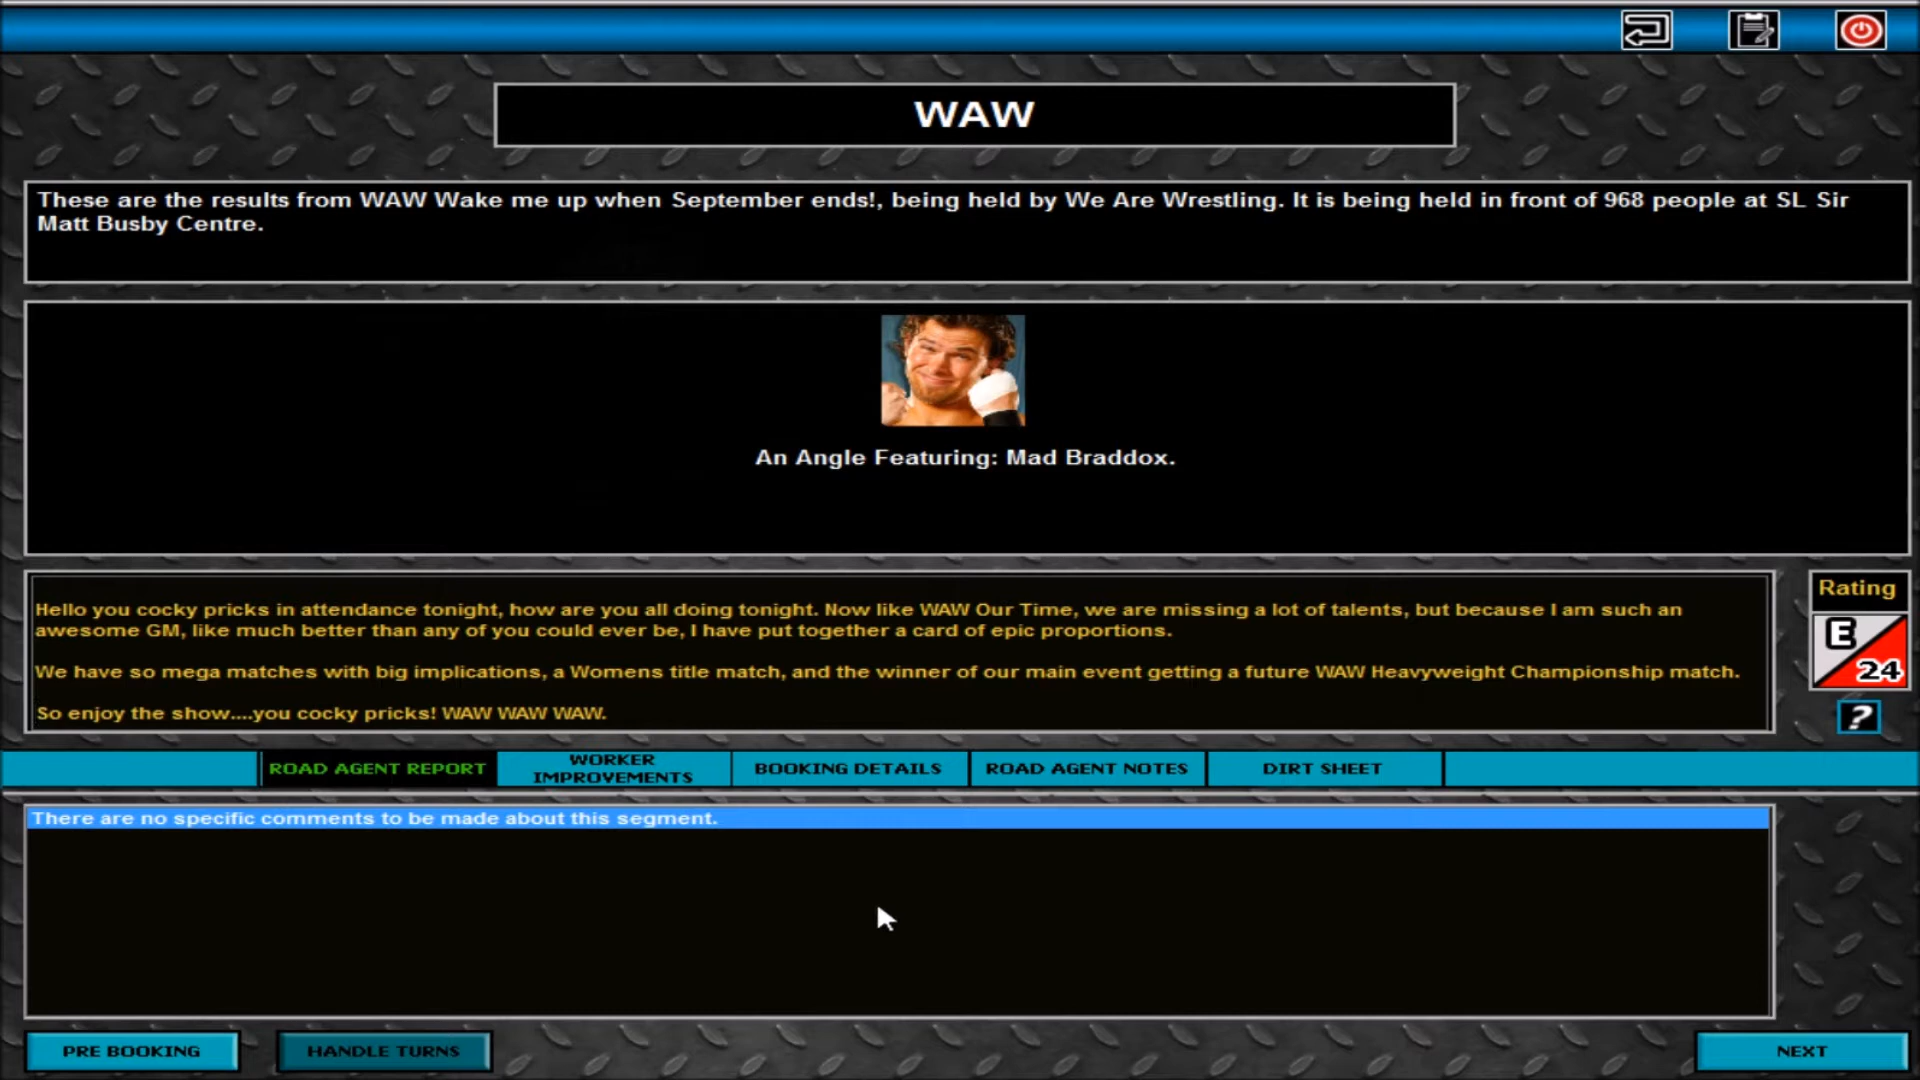 WAW
These are the results from WAW Wake me up when September ends!, being held by We Are Wrestling. It is being held in front of 968 people at SL Sir
Matt Busby Centre.
An Angle Featuring: Mad Braddox.
Hello you cocky pricks in attendance tonight, how are you all doing tonight. Now like WAW Our Time, we are missing a lot of talents, but because I am such an
awesome GM, like much better than any of you could ever be, I have put together a card of epic proportions.
We have so mega matches with big implications, a Womens title match, and the winner of our main event getting a future WAW Heavyweight Championship match.
So enjoy the show....you cocky pricks! WAW WAW WAW.
Rating
E
24
?
ROAD AGENT REPORT
WORKER
IMPROVEMENTS
BOOKING DETAILS
ROAD AGENT NOTES
DIRT SHEET
There are no specific comments to be made about this segment.
PRE BOOKING
HANDLE TURNS
NEXT